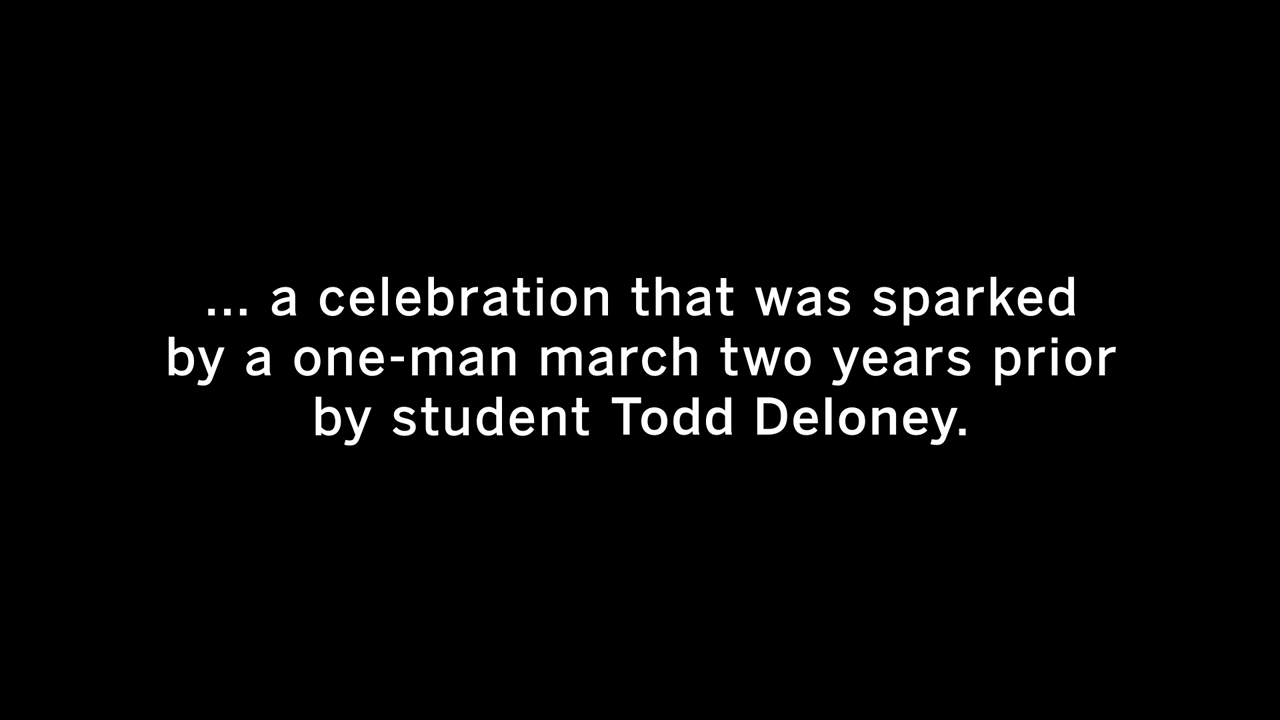 ... a celebration that was sparked
by a one-man march two years prior
by student Todd Deloney.